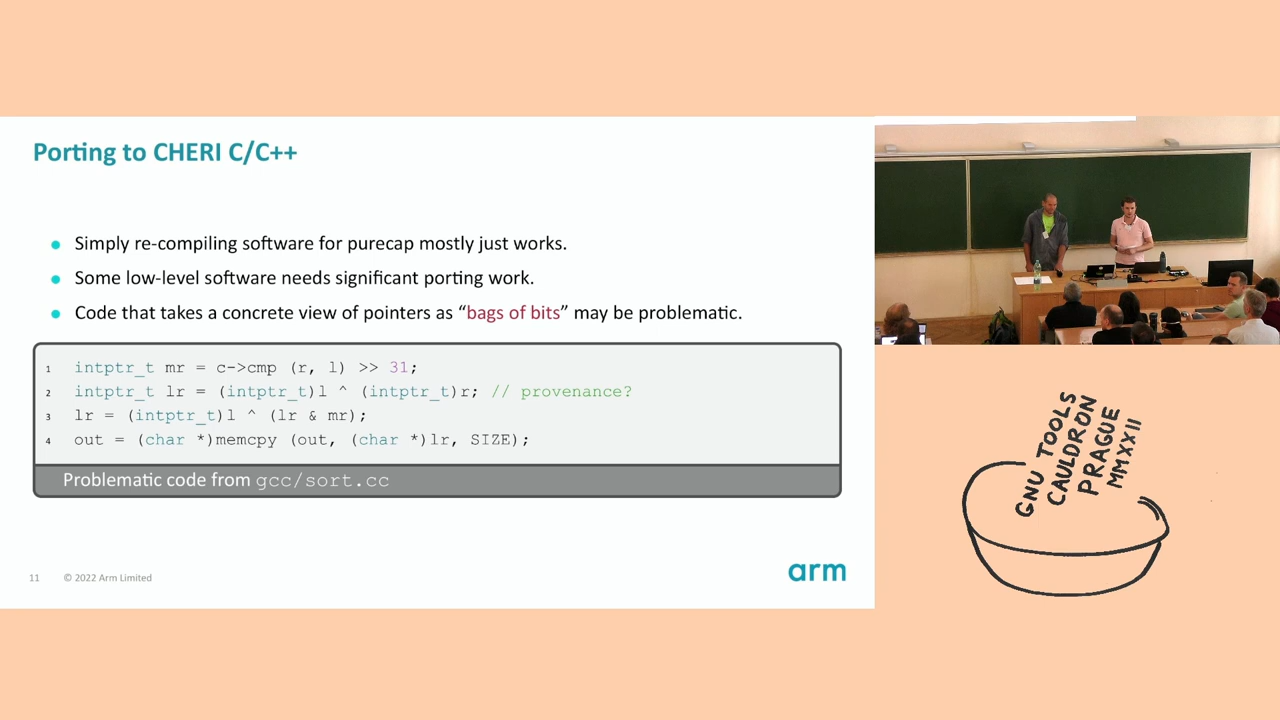 Porting to CHERI C/C++
Simply re-compiling software for purecap mostly just works.
Some low-level software needs significant porting work.
Code that takes a concrete view of pointers as “bags of bits” may be problematic.
1 intptr_t mr = c->cmp (r, l) >> 31;
2 intptr_t lr = (intptr_t)l ^ (intptr_t)r; // provenance?
3 lr = (intptr_t)l ^ (lr & mr);
4 out = (char *)memcpy (out, (char *)lr, SIZE);
Problematic code from gcc/sort.cc
11 © 2022 Arm Limited
arm
GNU TOOLS
CAULDRON
PRAGUE
MMXXII